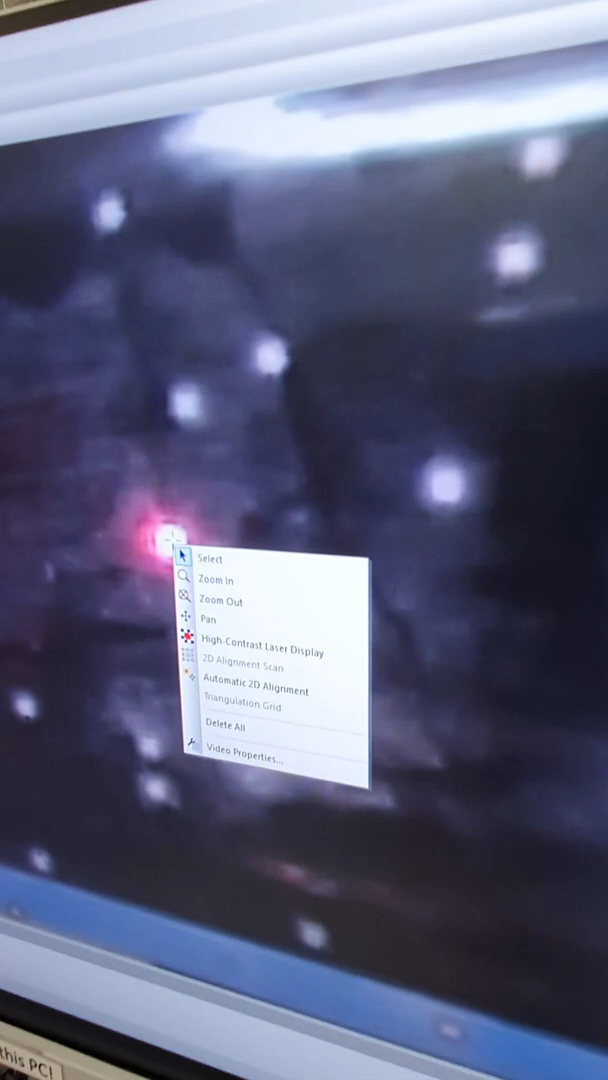 Select
Zoom In
Zoom Out
Pan
High-Contrast Laser Display
2D Alignment Scan
Automatic 2D Alignment
Triangulation Grid
Delete All
Video Properties...
this PC!